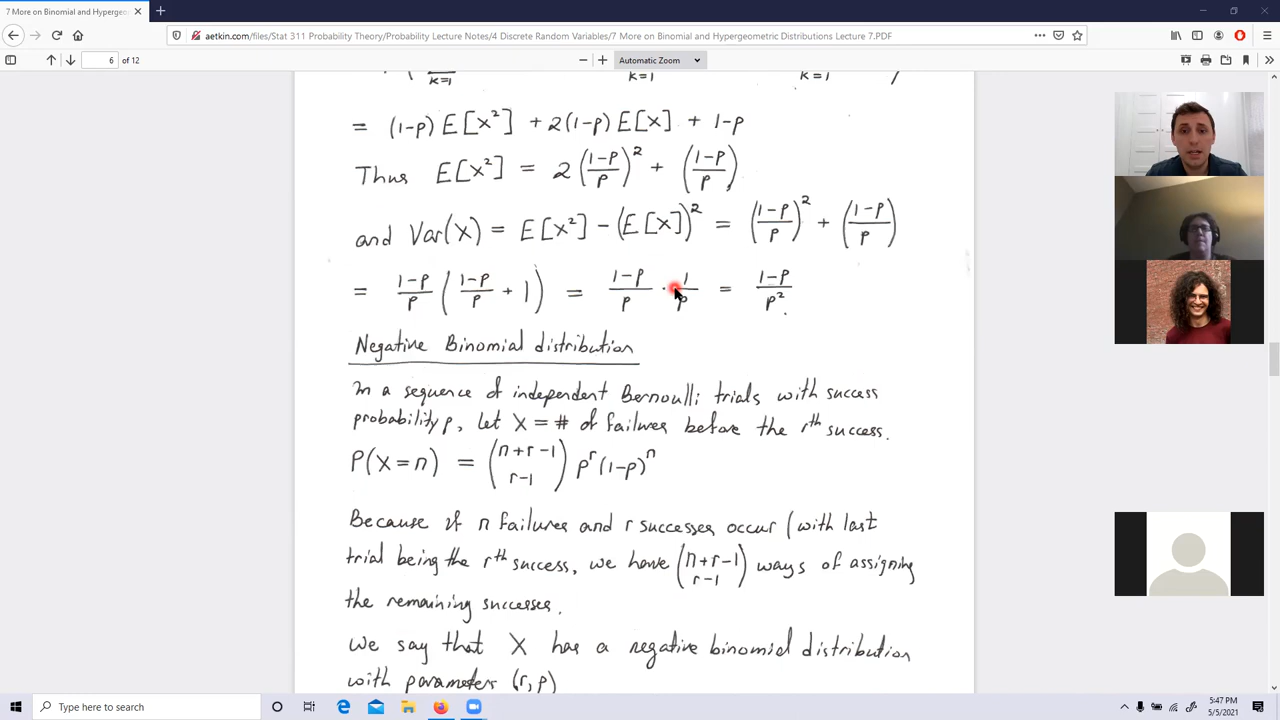 7 More on Binomial and Hypergeo
aetkin.com/files/Stat 311 Probability Theory/Probability Lecture Notes/4 Discrete Random Variables/7 More on Binomial and Hypergeometric Distributions Lecture 7.PDF
6 of 12
Automatic Zoom
k=1 k=1 k=1
= (1-p) E[X²] + 2(1-p) E[X] + 1-p
Thus E[X²] = 2((1-p)/p)² + ((1-p)/p),
and Var(X) = E[X²] - (E[X])² = ((1-p)/p)² + ((1-p)/p)
= (1-p)/p ((1-p)/p + 1) = (1-p)/p · 1/p = (1-p)/p².
Negative Binomial distribution
In a sequence of independent Bernoulli trials with success
probability p, let X = # of failures before the rth success.
P(X=n) = (n+r-1 r-1) p^r (1-p)^n
Because if n failures and r successes occur (with last
trial being the rth success, we have (n+r-1 r-1) ways of assigning
the remaining successes.
We say that X has a negative binomial distribution
with parameters (r,p)
Type here to search
5:47 PM
5/5/2021